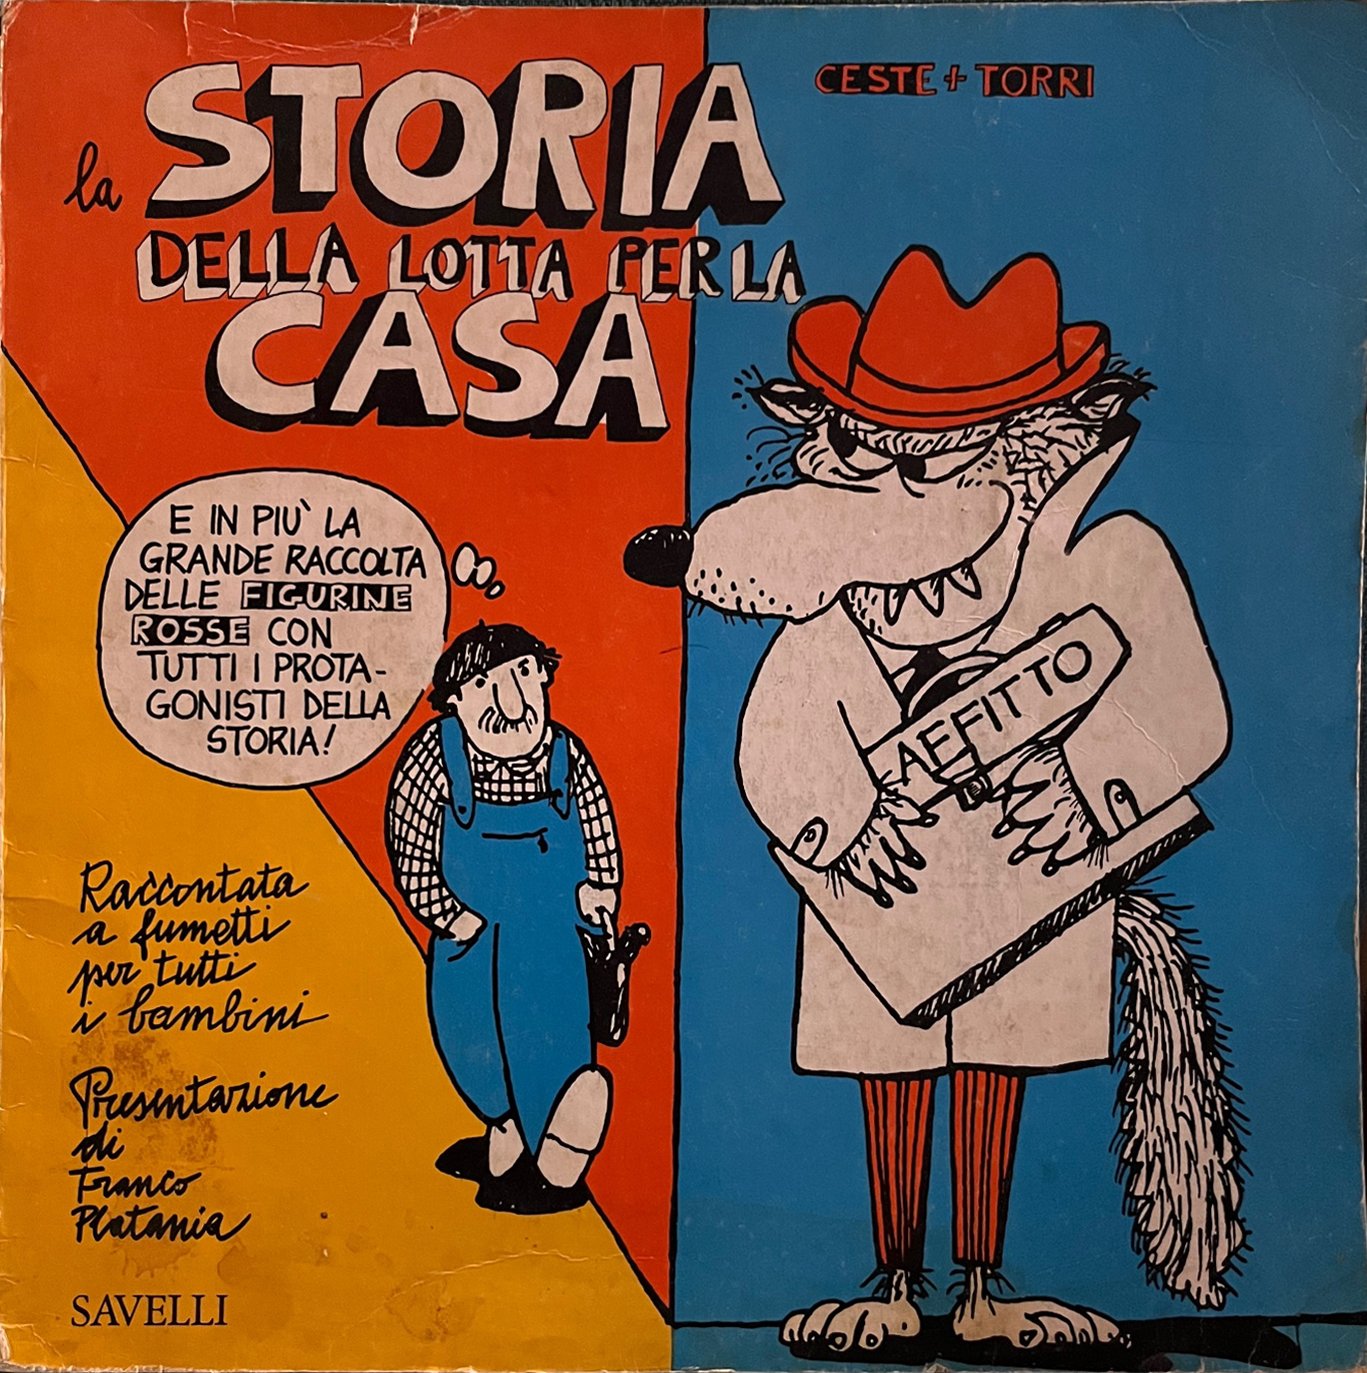 la STORIA
DELLA LOTTA PER LA
CASA
CESTE + TORRI
E IN PIU' LA
GRANDE RACCOLTA
DELLE FIGURINE
ROSSE CON
TUTTI I PROTA-
GONISTI DELLA
STORIA!
AFFITTO
Raccontata
a fumetti
per tutti
i bambini
Presentazione
di
Franco
Platania
SAVELLI